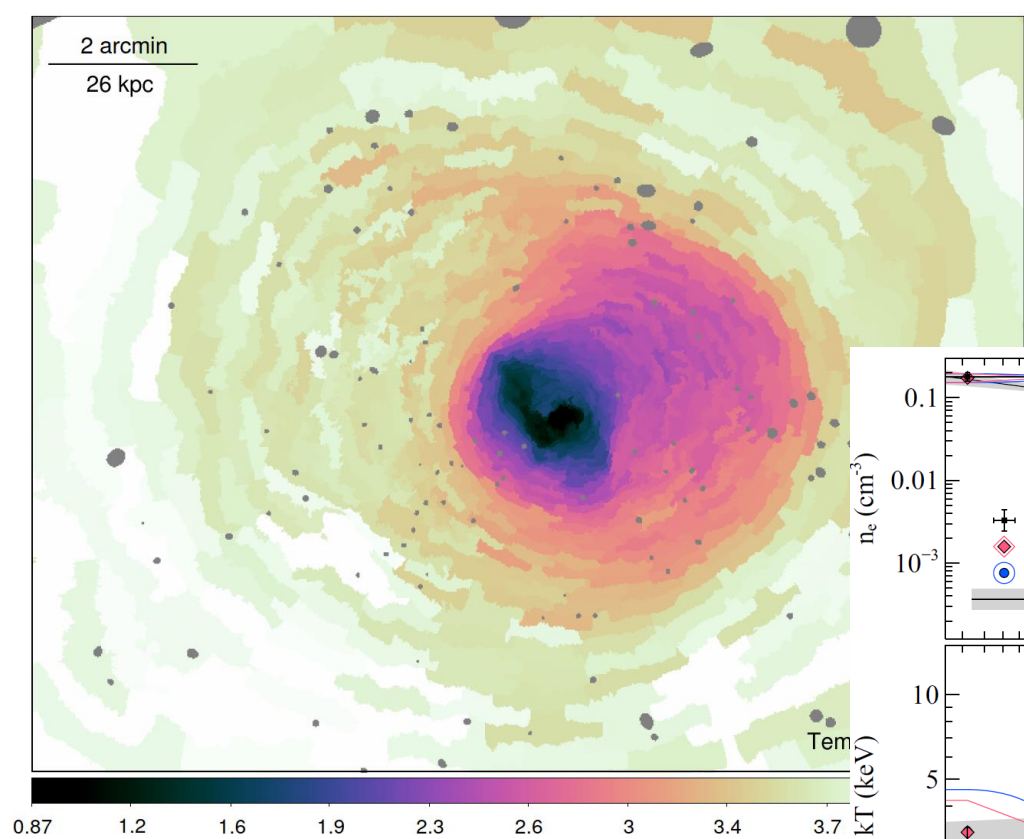 2 arcmin
26 kpc
Tem
0.87 1.2 1.6 1.9 2.3 2.6 3 3.4 3.7
n_e (cm^-3)
0.1
0.01
10^-3
kT (keV)
10
5